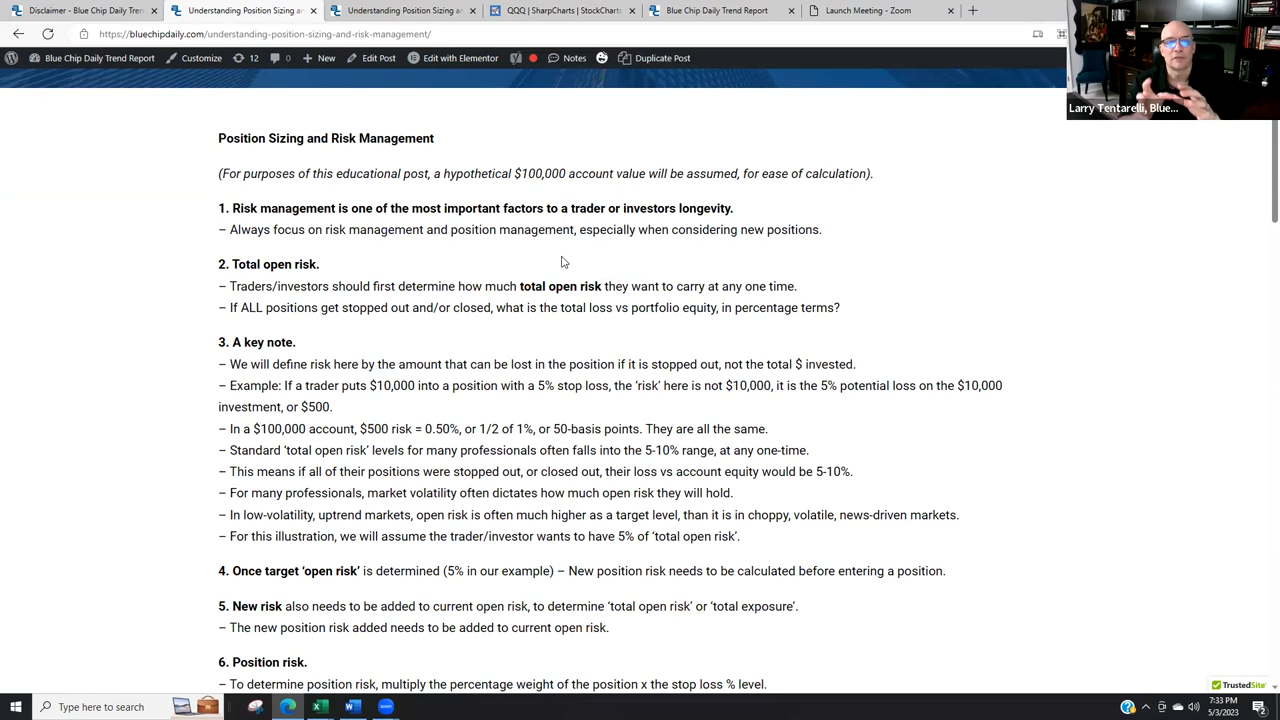 Disclaimer - Blue Chip Daily Trend
Understanding Position Sizing an
Understanding Position Sizing an
QQQ | SharpCharts | StockCharts
Blue Chip Daily Trend Report
Launch Meeting - Zoom
https://bluechipdaily.com/understanding-position-sizing-and-risk-management/
Blue Chip Daily Trend Report Customize 12 0 New Edit Post Edit with Elementor Notes Duplicate Post
Larry Tentarelli, Blue...
Position Sizing and Risk Management
(For purposes of this educational post, a hypothetical $100,000 account value will be assumed, for ease of calculation).
1. Risk management is one of the most important factors to a trader or investors longevity.
– Always focus on risk management and position management, especially when considering new positions.
2. Total open risk.
– Traders/investors should first determine how much total open risk they want to carry at any one time.
– If ALL positions get stopped out and/or closed, what is the total loss vs portfolio equity, in percentage terms?
3. A key note.
– We will define risk here by the amount that can be lost in the position if it is stopped out, not the total $ invested.
– Example: If a trader puts $10,000 into a position with a 5% stop loss, the ‘risk’ here is not $10,000, it is the 5% potential loss on the $10,000
investment, or $500.
– In a $100,000 account, $500 risk = 0.50%, or 1/2 of 1%, or 50-basis points. They are all the same.
– Standard ‘total open risk’ levels for many professionals often falls into the 5-10% range, at any one-time.
– This means if all of their positions were stopped out, or closed out, their loss vs account equity would be 5-10%.
– For many professionals, market volatility often dictates how much open risk they will hold.
– In low-volatility, uptrend markets, open risk is often much higher as a target level, than it is in choppy, volatile, news-driven markets.
– For this illustration, we will assume the trader/investor wants to have 5% of ‘total open risk’.
4. Once target ‘open risk’ is determined (5% in our example) – New position risk needs to be calculated before entering a position.
5. New risk also needs to be added to current open risk, to determine ‘total open risk’ or ‘total exposure’.
– The new position risk added needs to be added to current open risk.
6. Position risk.
– To determine position risk, multiply the percentage weight of the position x the stop loss % level.
TrustedSite
Type here to search
7:33 PM
5/3/2023
2